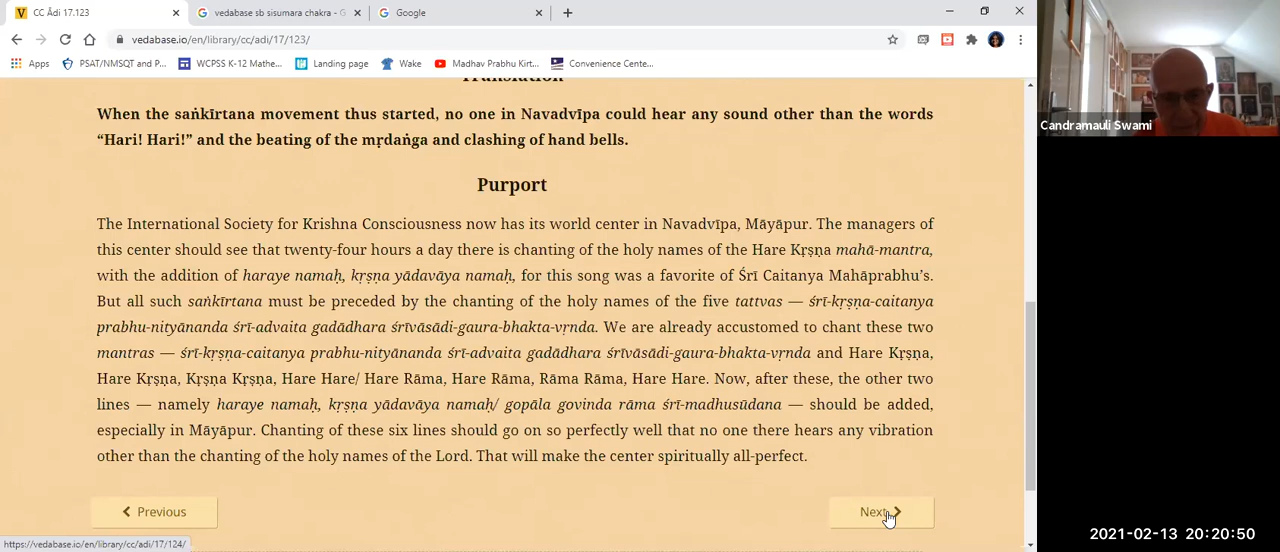 CC Ādi 17.123
vedabase sb sisumara chakra - G
Google
vedabase.io/en/library/cc/adi/17/123/
Apps
PSAT/NMSQT and P...
WCPSS K-12 Mathe...
Landing page
Wake
Madhav Prabhu Kirt...
Convenience Cente...
Translation
When the saṅkīrtana movement thus started, no one in Navadvīpa could hear any sound other than the words
“Hari! Hari!” and the beating of the mṛdaṅga and clashing of hand bells.
Purport
The International Society for Krishna Consciousness now has its world center in Navadvīpa, Māyāpur. The managers of
this center should see that twenty-four hours a day there is chanting of the holy names of the Hare Kṛṣṇa mahā-mantra,
with the addition of haraye namaḥ, kṛṣṇa yādavāya namaḥ, for this song was a favorite of Śrī Caitanya Mahāprabhu’s.
But all such saṅkīrtana must be preceded by the chanting of the holy names of the five tattvas — śrī-kṛṣṇa-caitanya
prabhu-nityānanda śrī-advaita gadādhara śrīvāsādi-gaura-bhakta-vṛnda. We are already accustomed to chant these two
mantras — śrī-kṛṣṇa-caitanya prabhu-nityānanda śrī-advaita gadādhara śrīvāsādi-gaura-bhakta-vṛnda and Hare Kṛṣṇa,
Hare Kṛṣṇa, Kṛṣṇa Kṛṣṇa, Hare Hare/ Hare Rāma, Hare Rāma, Rāma Rāma, Hare Hare. Now, after these, the other two
lines — namely haraye namaḥ, kṛṣṇa yādavāya namaḥ/ gopāla govinda rāma śrī-madhusūdana — should be added,
especially in Māyāpur. Chanting of these six lines should go on so perfectly well that no one there hears any vibration
other than the chanting of the holy names of the Lord. That will make the center spiritually all-perfect.
Previous
Next
https://vedabase.io/en/library/cc/adi/17/124/
Candramauli Swami
2021-02-13 20:20:50